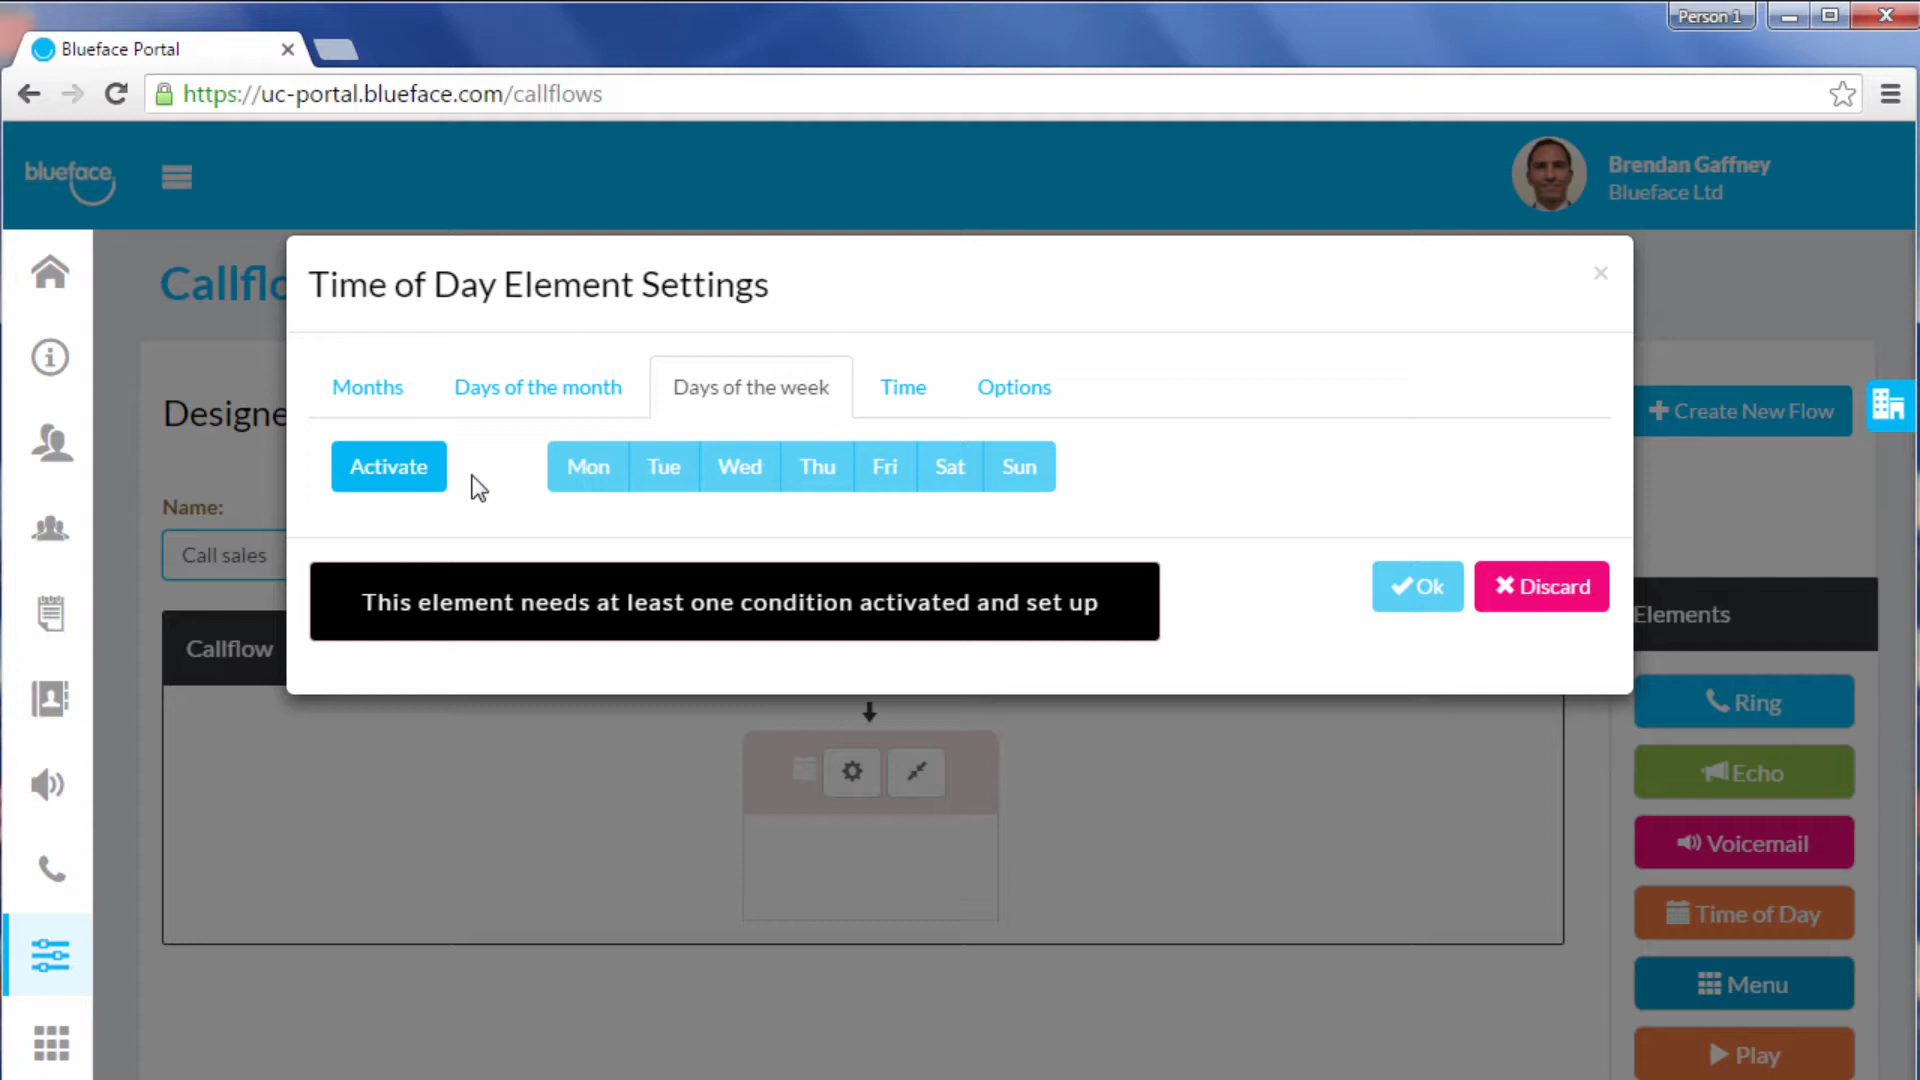 Person 1
Blueface Portal
https://uc-portal.blueface.com/callflows
blueface
Brendan Gaffney
Blueface Ltd
Callflo
Time of Day Element Settings
Months
Days of the month
Days of the week
Time
Options
Designe
Create New Flow
Activate
Mon
Tue
Wed
Thu
Fri
Sat
Sun
Name:
Call sales
This element needs at least one condition activated and set up
Ok
Discard
Elements
Callflow
Ring
Echo
Voicemail
Time of Day
Menu
Play